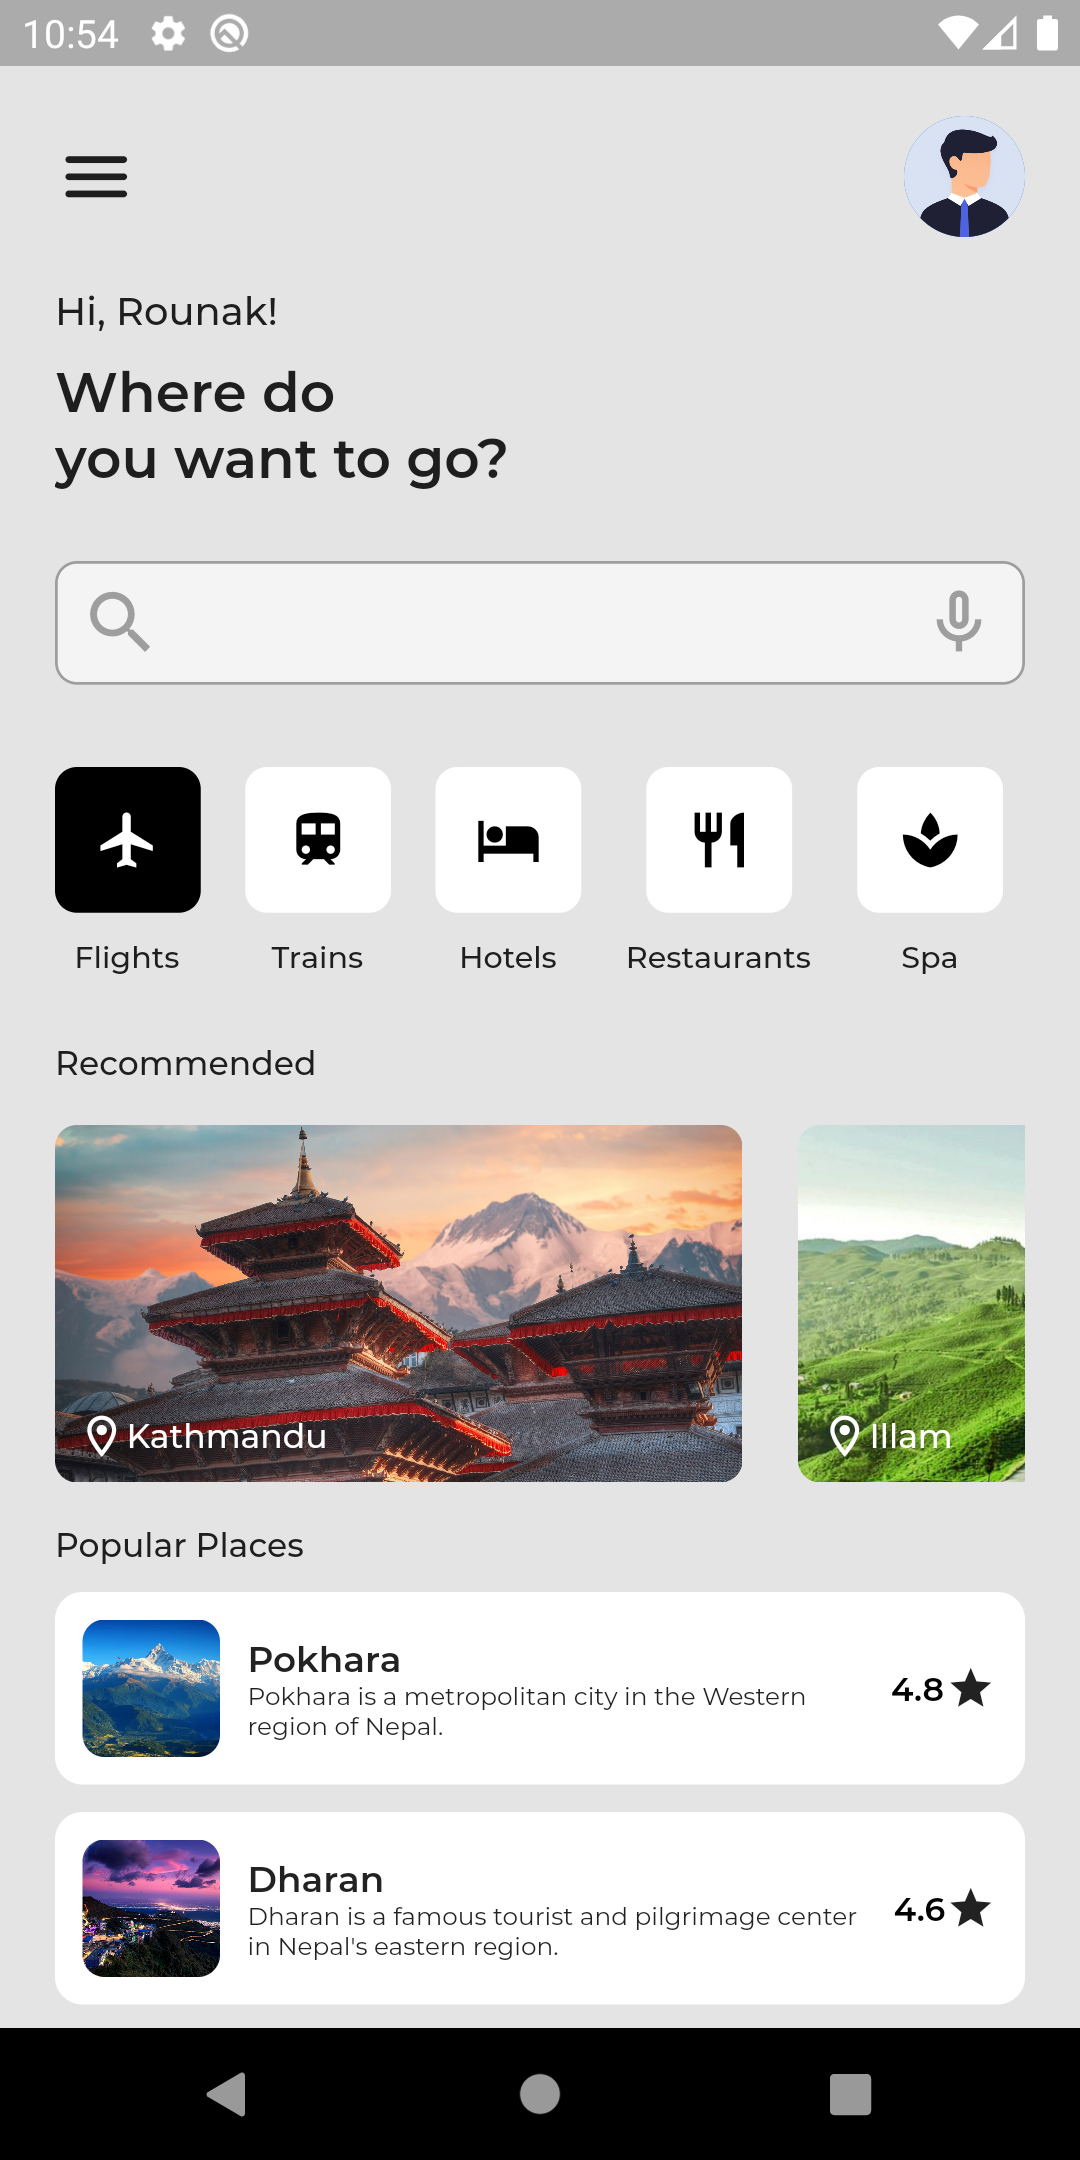 10:54
Hi, Rounak!
Where do
you want to go?
Flights
Trains
Hotels
Restaurants
Spa
Recommended
Kathmandu
Illam
Popular Places
Pokhara
Pokhara is a metropolitan city in the Western
region of Nepal.
4.8
Dharan
Dharan is a famous tourist and pilgrimage center
in Nepal's eastern region.
4.6